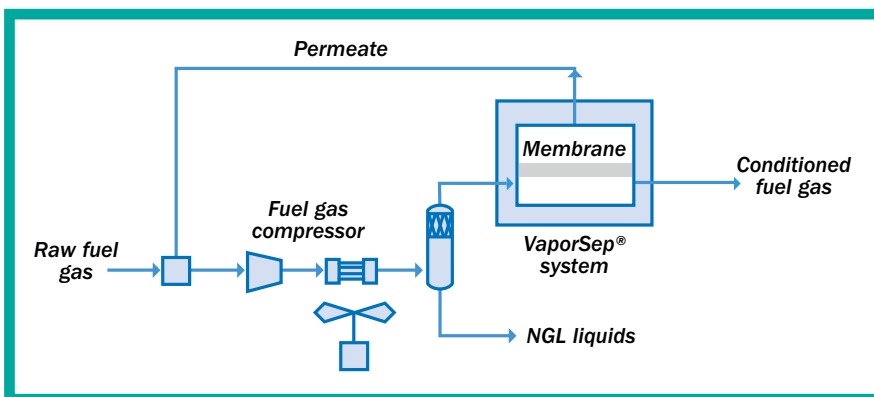 Permeate
Membrane
Conditioned
fuel gas
Fuel gas
compressor
Raw fuel
gas
VaporSep®
system
NGL liquids